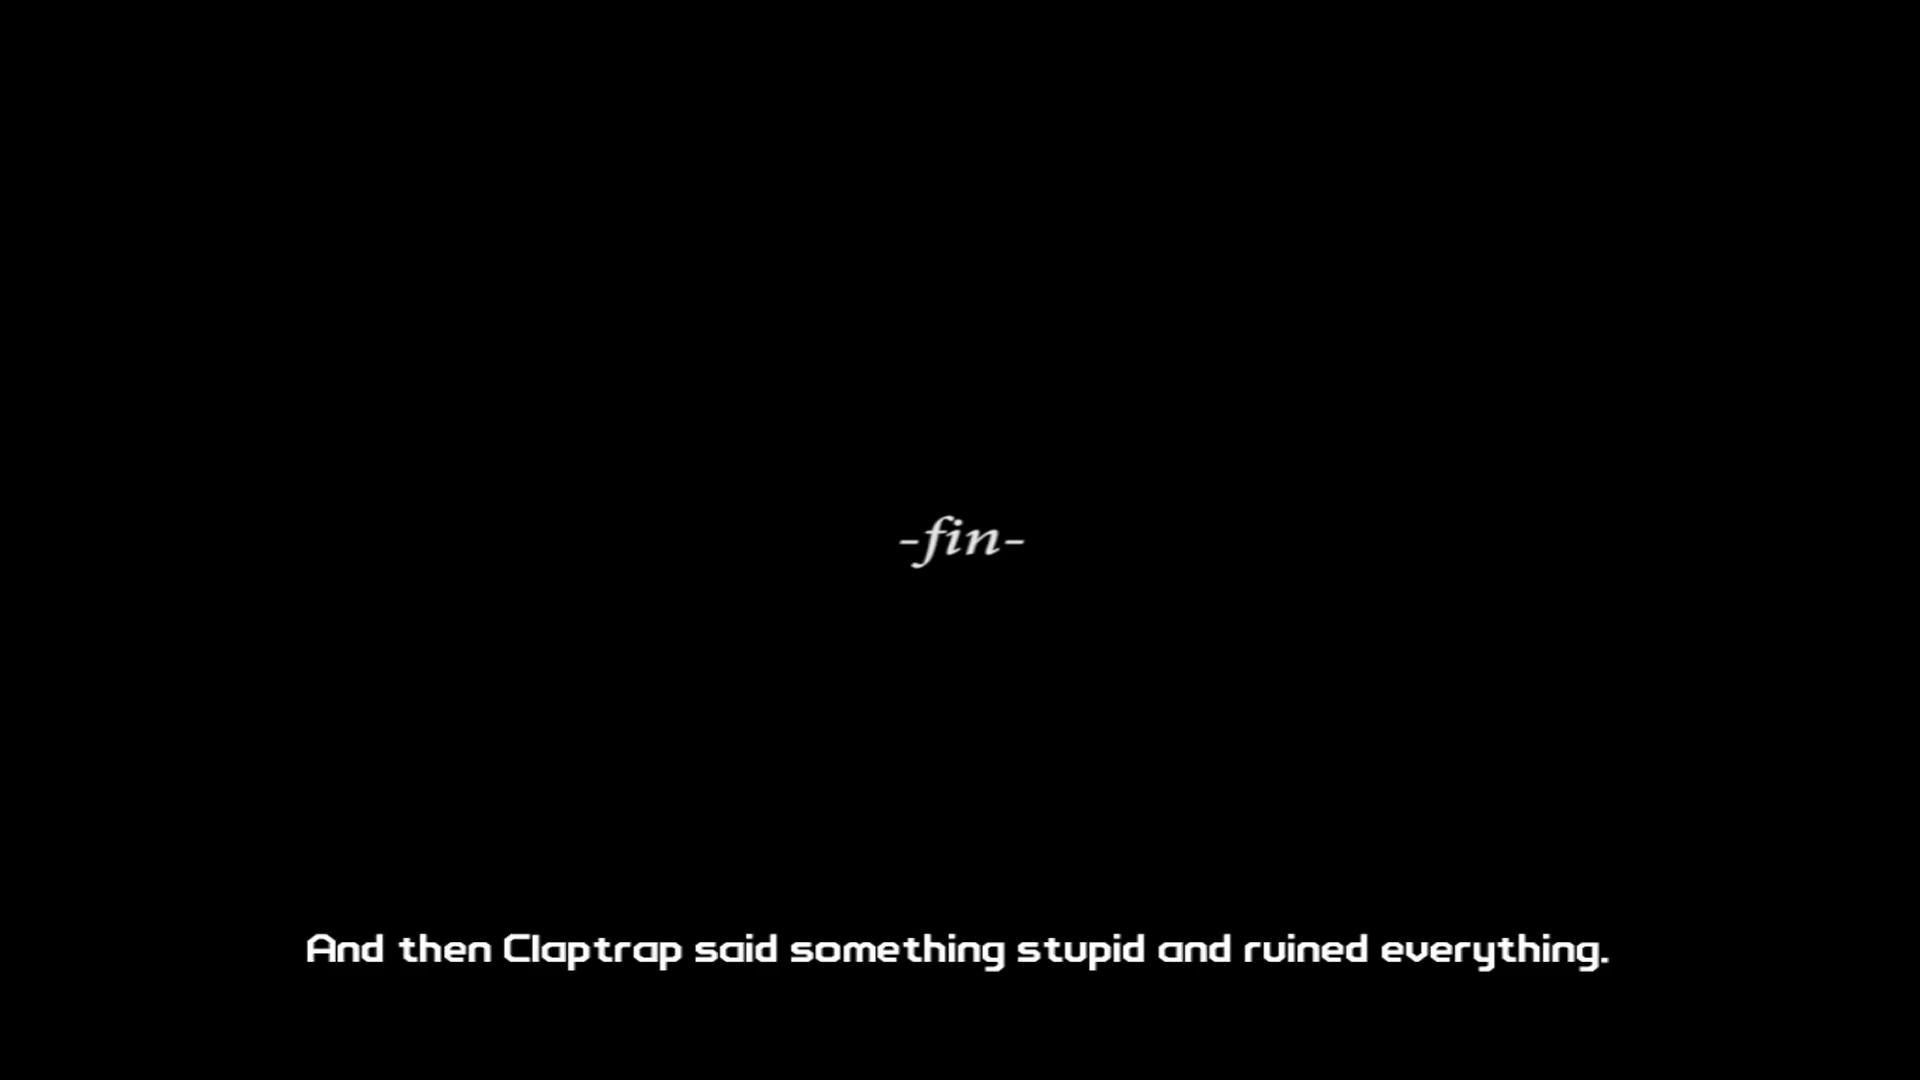 -fin-
And then Claptrap said something stupid and ruined everything.